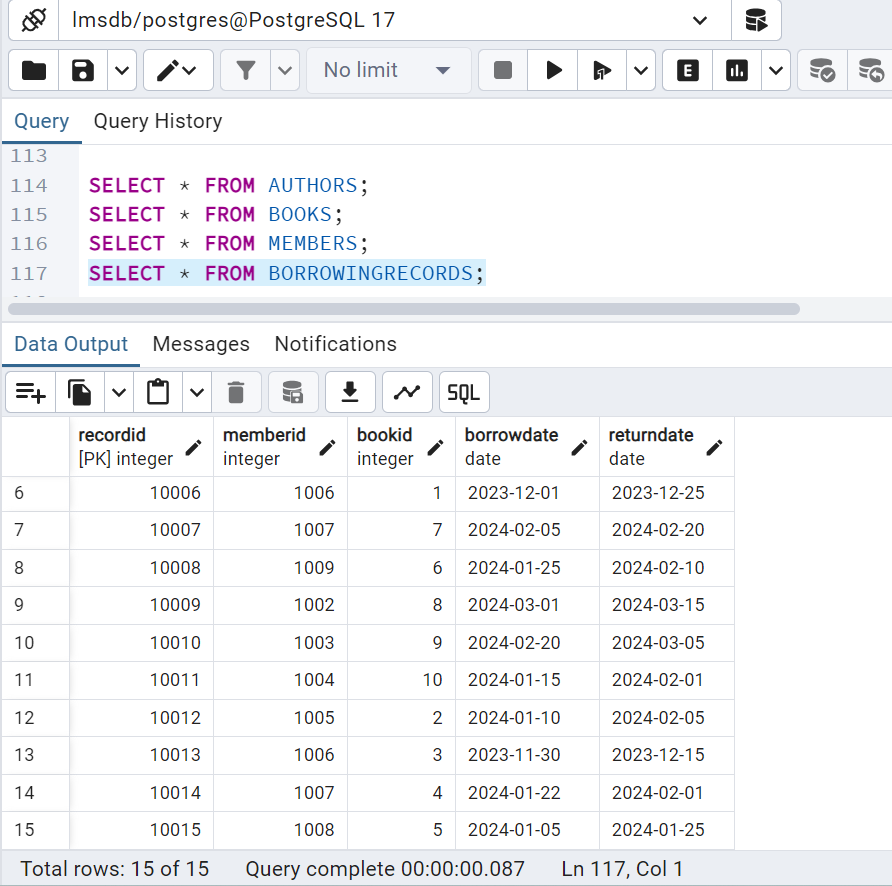 lmsdb/postgres@PostgreSQL 17
No limit
E
Query Query History
113
114 SELECT * FROM AUTHORS;
115 SELECT * FROM BOOKS;
116 SELECT * FROM MEMBERS;
117 SELECT * FROM BORROWINGRECORDS;
Data Output Messages Notifications
SQL
recordid memberid bookid borrowdate returndate
[PK] integer integer integer date date
6 10006 1006 1 2023-12-01 2023-12-25
7 10007 1007 7 2024-02-05 2024-02-20
8 10008 1009 6 2024-01-25 2024-02-10
9 10009 1002 8 2024-03-01 2024-03-15
10 10010 1003 9 2024-02-20 2024-03-05
11 10011 1004 10 2024-01-15 2024-02-01
12 10012 1005 2 2024-01-10 2024-02-05
13 10013 1006 3 2023-11-30 2023-12-15
14 10014 1007 4 2024-01-22 2024-02-01
15 10015 1008 5 2024-01-05 2024-01-25
Total rows: 15 of 15 Query complete 00:00:00.087 Ln 117, Col 1